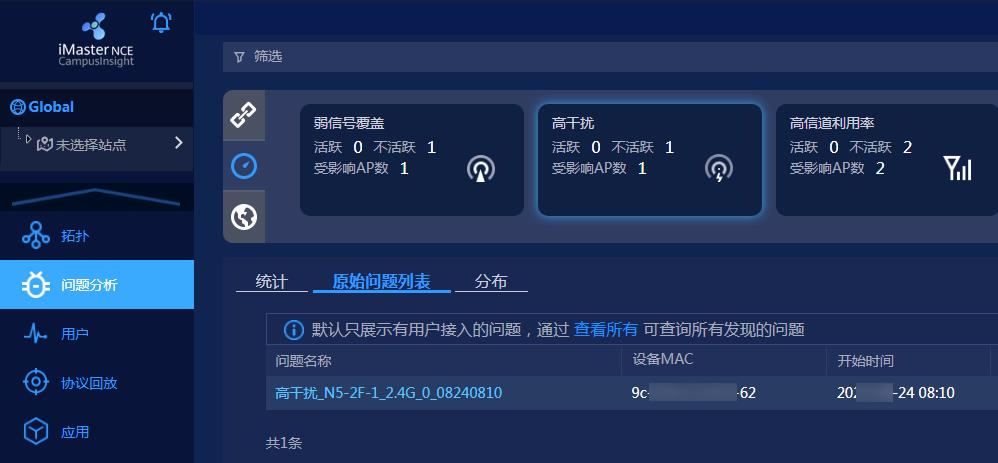 iMaster NCE
CampusInsight
Global
未选择站点
拓扑
问题分析
用户
协议回放
应用
筛选
弱信号覆盖
活跃 0 不活跃 1
受影响AP数 1
高干扰
活跃 0 不活跃 1
受影响AP数 1
高信道利用率
活跃 0 不活跃 2
受影响AP数 2
统计 原始问题列表 分布
默认只展示有用户接入的问题，通过 查看所有 可查询所有发现的问题
问题名称 设备MAC 开始时间
高干扰_N5-2F-1_2.4G_0_08240810 9c- -62 202 -24 08:10
共1条